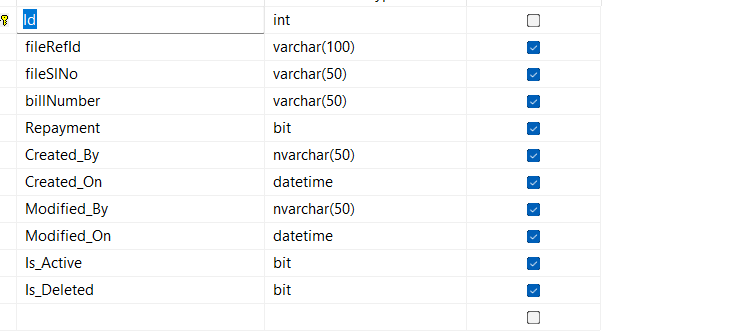 Id int
fileRefId varchar(100)
fileSlNo varchar(50)
billNumber varchar(50)
Repayment bit
Created_By nvarchar(50)
Created_On datetime
Modified_By nvarchar(50)
Modified_On datetime
Is_Active bit
Is_Deleted bit